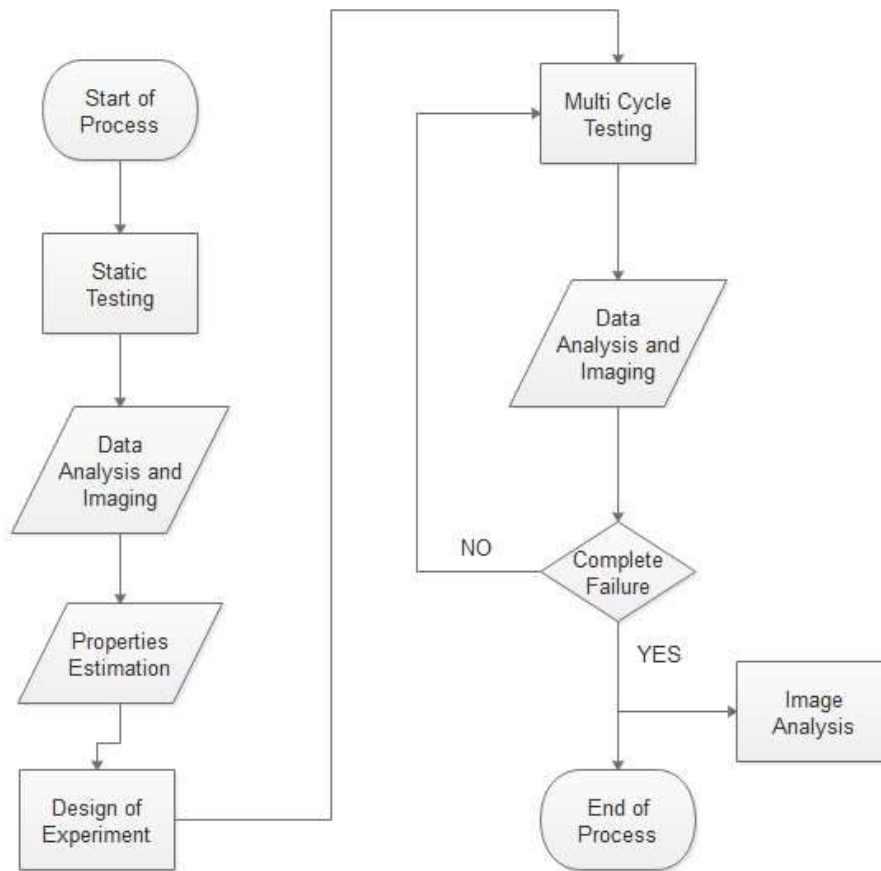 Start of
Process
Static
Testing
Data
Analysis and
Imaging
Properties
Estimation
Design of
Experiment
Multi Cycle
Testing
Data
Analysis and
Imaging
Complete
Failure
NO
YES
Image
Analysis
End of
Process